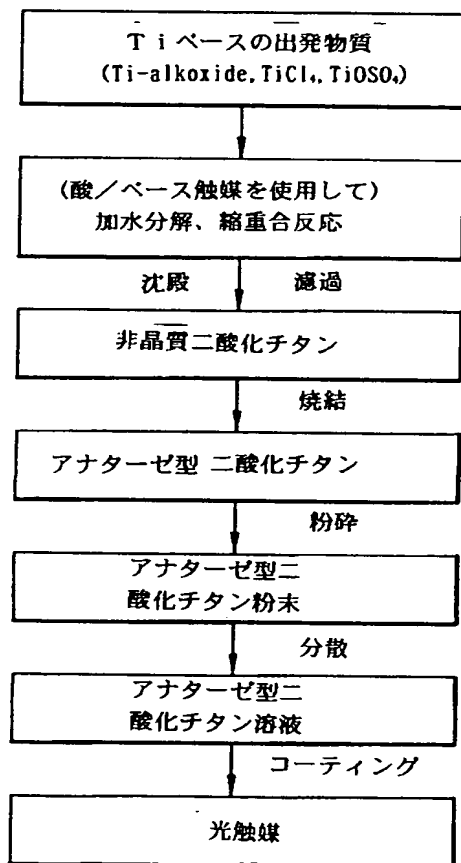 Ｔｉベースの出発物質
(Ti-alkoxide, TiCl₄, TiOSO₄)
(酸／ベース触媒を使用して)
加水分解、縮重合反応
沈殿 濾過
非晶質二酸化チタン
焼結
アナターゼ型 二酸化チタン
粉砕
アナターゼ型二
酸化チタン粉末
分散
アナターゼ型二
酸化チタン溶液
コーティング
光触媒